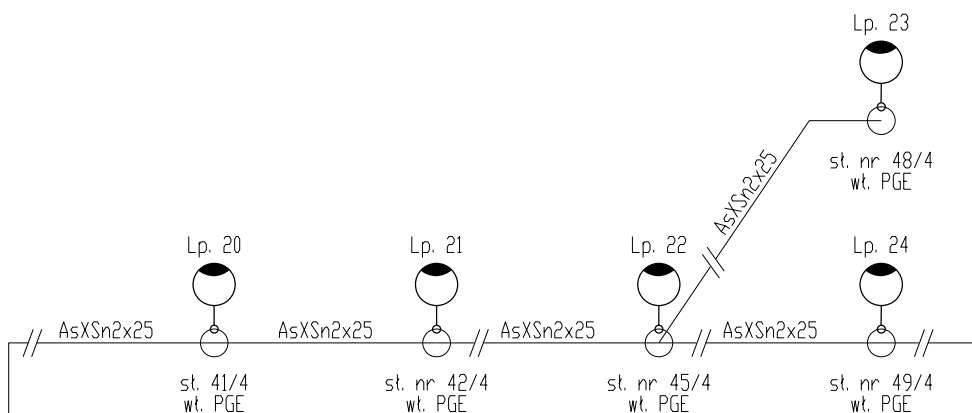 Lp. 23
st. nr 48/4
wł. PGE
AsXSn2x25
Lp. 20
Lp. 21
Lp. 22
Lp. 24
AsXSn2x25
AsXSn2x25
AsXSn2x25
AsXSn2x25
st. 41/4
wł. PGE
st. nr 42/4
wł. PGE
st. nr 45/4
wł. PGE
st. nr 49/4
wł. PGE